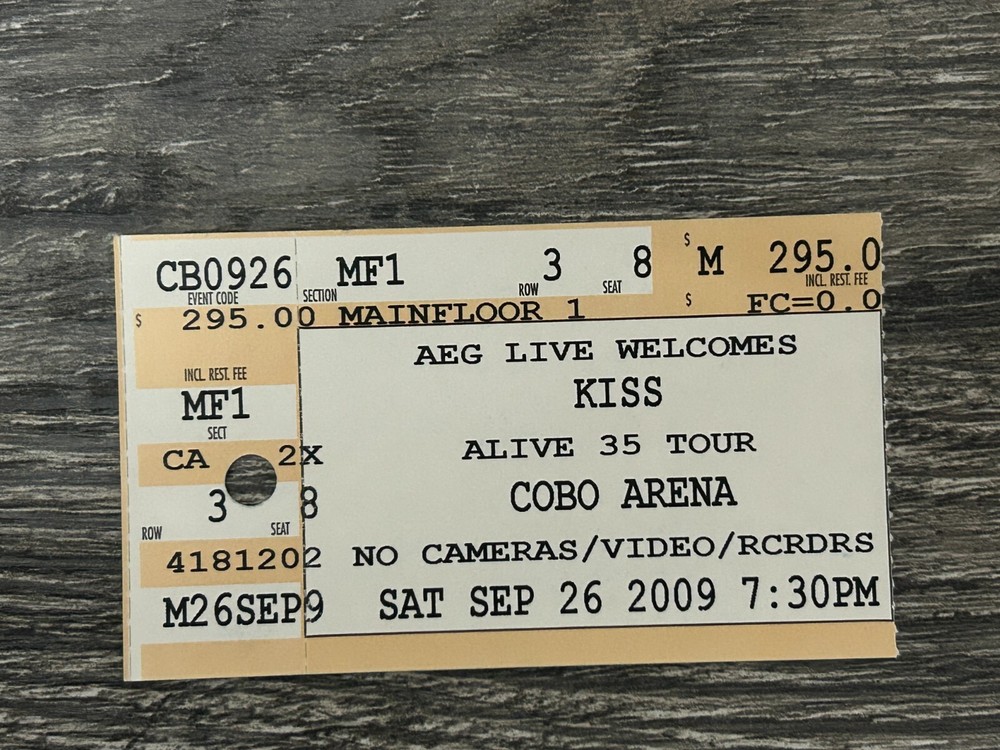 CB0926 MF1 3 8 $ M 295.0
EVENT CODE SECTION ROW SEAT INCL. REST. FEE
$ 295.00 MAINFLOOR 1 $ FC=0.0
AEG LIVE WELCOMES
INCL. REST. FEE
KISS
MF1
SECT
ALIVE 35 TOUR
CA 2X
COBO ARENA
3 8
ROW SEAT
NO CAMERAS/VIDEO/RCRDRS
4181202
SAT SEP 26 2009 7:30PM
M26SEP9